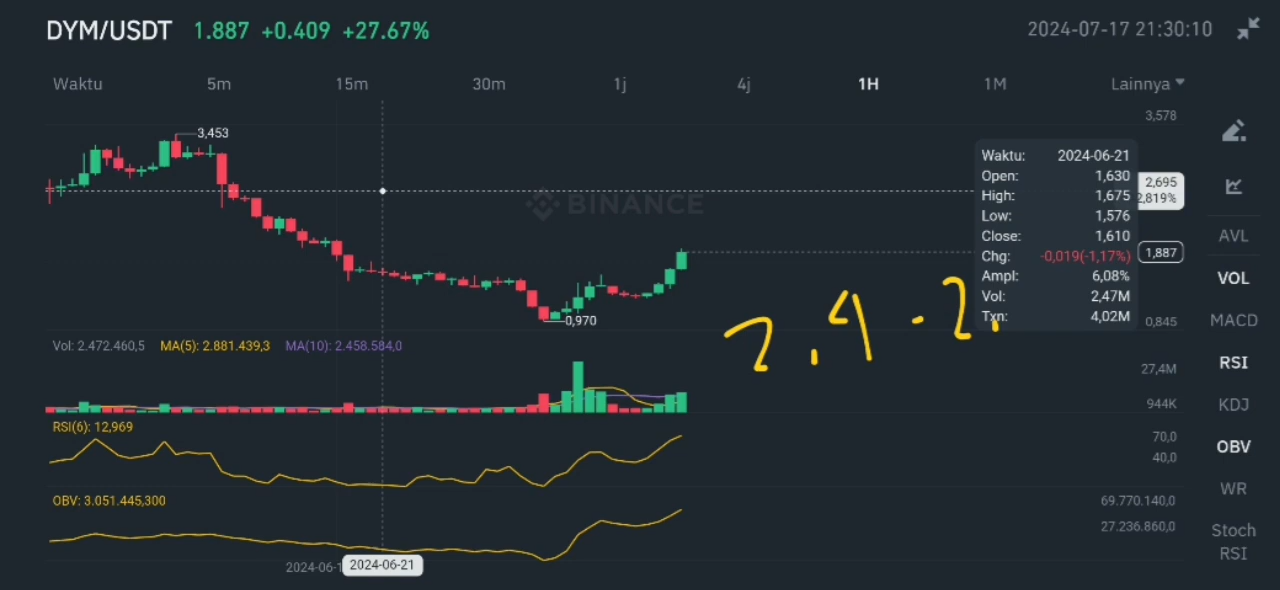 DYM/USDT 1.887 +0.409 +27.67% 2024-07-17 21:30:10
Waktu 5m 15m 30m 1j 4j 1H 1M Lainnya
3,578
3,453
Waktu: 2024-06-21
Open: 1,630
High: 1,675
Low: 1,576
Close: 1,610
Chg: -0,019(-1,17%)
Ampl: 6,08%
Vol: 2,47M
Txn: 4,02M
2,695
2,819%
BINANCE
1,887
0,970
0,845
2.4 - 2.
Vol: 2.472.460,5 MA(5): 2.881.439,3 MA(10): 2.458.584,0
27,4M
944K
RSI(6): 12,969
70,0
40,0
OBV: 3.051.445,300
69.770.140,0
27.236.860,0
2024-06-1
2024-06-21
AVL
VOL
MACD
RSI
KDJ
OBV
WR
Stoch
RSI